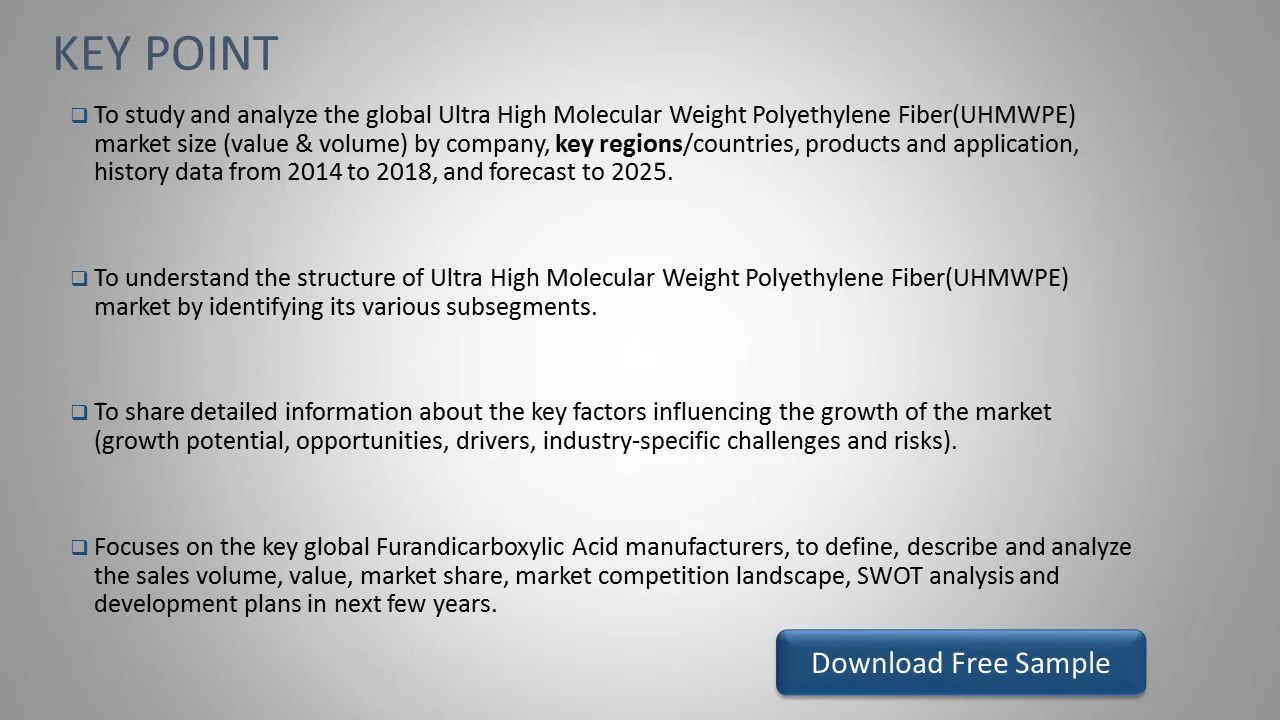 KEY POINT
❑ To study and analyze the global Ultra High Molecular Weight Polyethylene Fiber(UHMWPE)
market size (value & volume) by company, key regions/countries, products and application,
history data from 2014 to 2018, and forecast to 2025.
❑ To understand the structure of Ultra High Molecular Weight Polyethylene Fiber(UHMWPE)
market by identifying its various subsegments.
❑ To share detailed information about the key factors influencing the growth of the market
(growth potential, opportunities, drivers, industry-specific challenges and risks).
❑ Focuses on the key global Furandicarboxylic Acid manufacturers, to define, describe and analyze
the sales volume, value, market share, market competition landscape, SWOT analysis and
development plans in next few years.
Download Free Sample